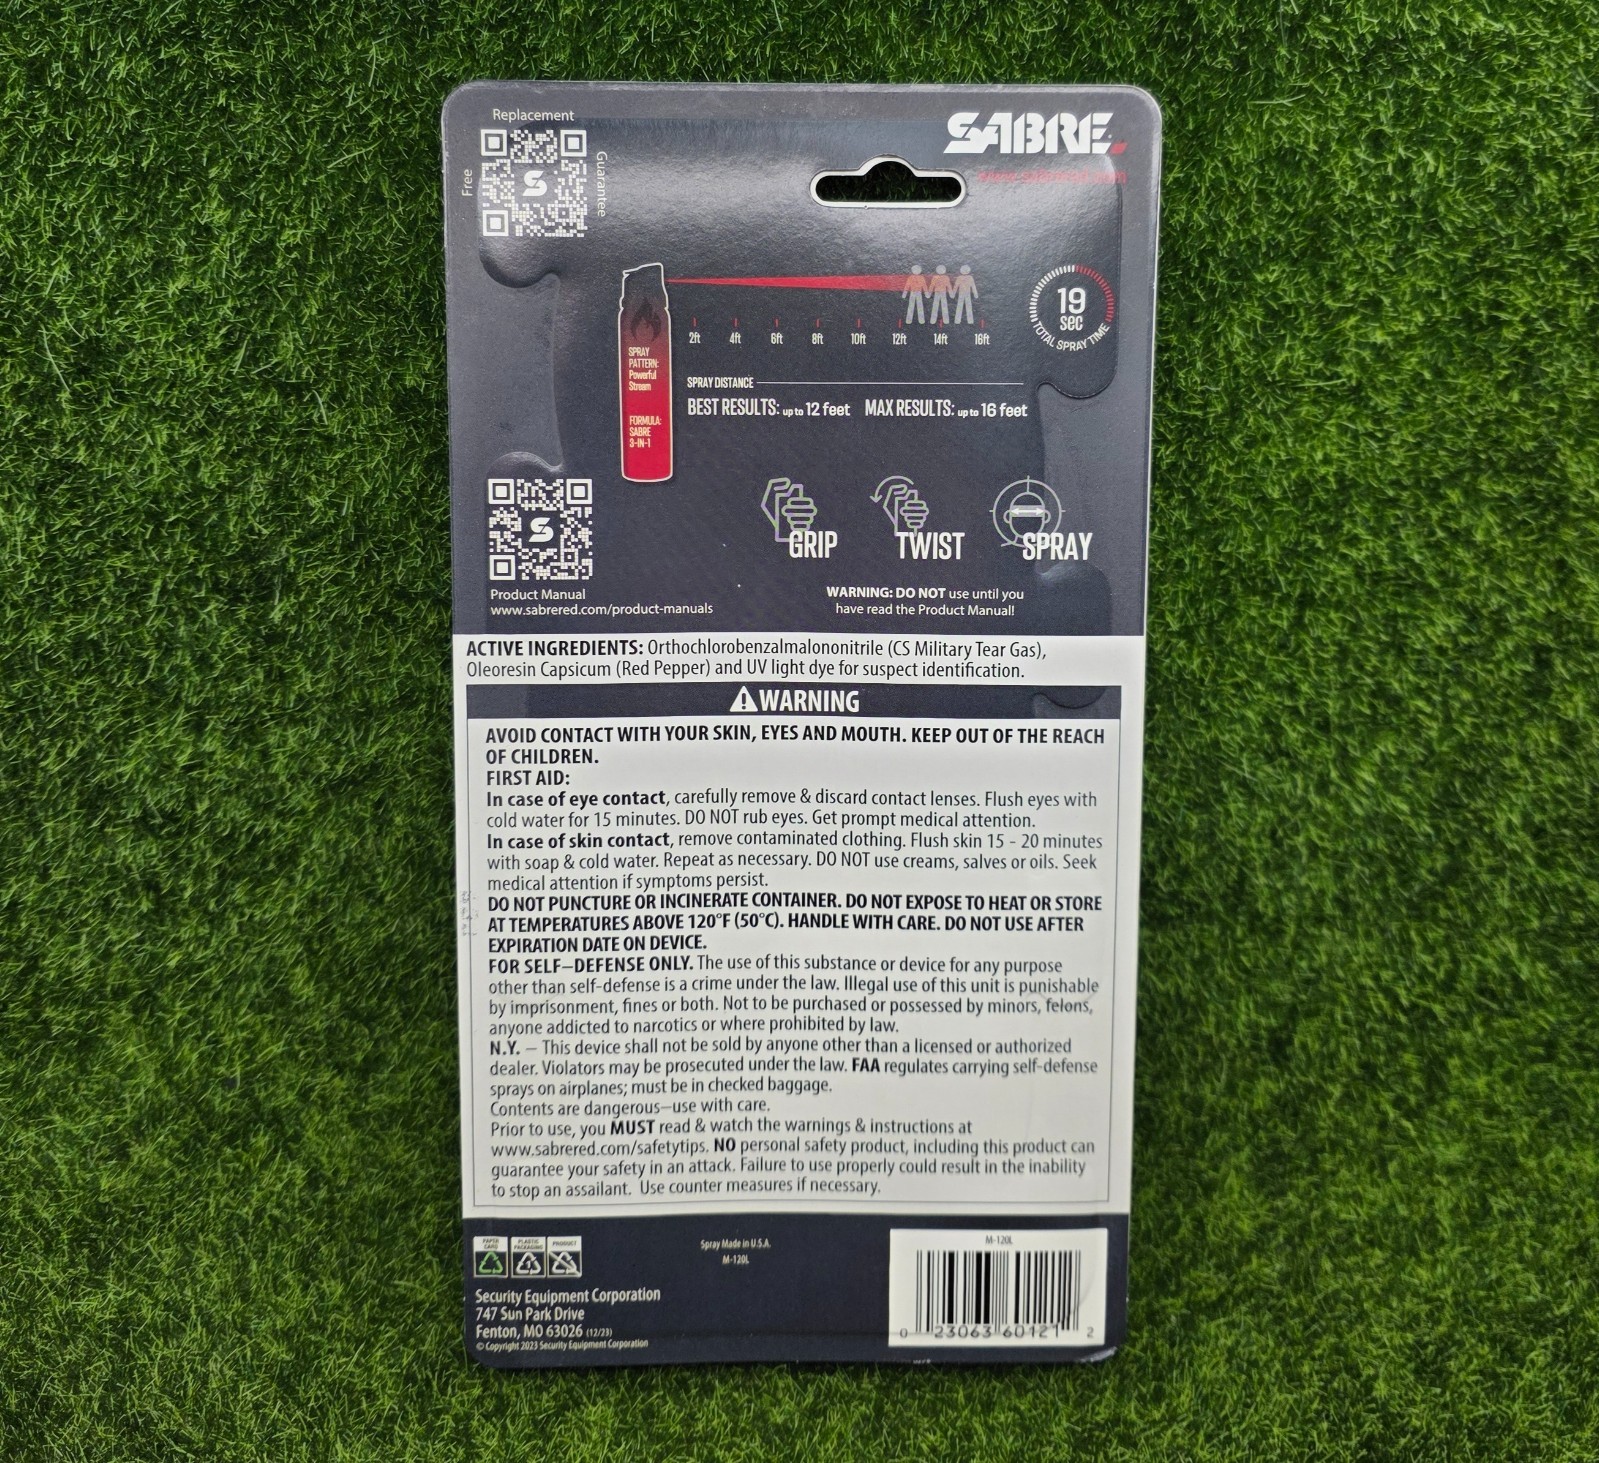 Replacement
Free
Guarantee
SABRE
www.sabrered.com
19
sec
TOTAL SPRAY TIME
2ft 4ft 6ft 8ft 10ft 12ft 14ft 16ft
SPRAY
PATTERN:
Powerful
Stream
FORMULA:
SABRE
3-IN-1
SPRAY DISTANCE
BEST RESULTS: up to 12 feet MAX RESULTS: up to 16 feet
S
GRIP TWIST SPRAY
Product Manual
www.sabrered.com/product-manuals
WARNING: DO NOT use until you
have read the Product Manual!
ACTIVE INGREDIENTS: Orthochlorobenzalmalononitrile (CS Military Tear Gas),
Oleoresin Capsicum (Red Pepper) and UV light dye for suspect identification.
WARNING
AVOID CONTACT WITH YOUR SKIN, EYES AND MOUTH. KEEP OUT OF THE REACH
OF CHILDREN.
FIRST AID:
In case of eye contact, carefully remove & discard contact lenses. Flush eyes with
cold water for 15 minutes. DO NOT rub eyes. Get prompt medical attention.
In case of skin contact, remove contaminated clothing. Flush skin 15 - 20 minutes
with soap & cold water. Repeat as necessary. DO NOT use creams, salves or oils. Seek
medical attention if symptoms persist.
DO NOT PUNCTURE OR INCINERATE CONTAINER. DO NOT EXPOSE TO HEAT OR STORE
AT TEMPERATURES ABOVE 120°F (50°C). HANDLE WITH CARE. DO NOT USE AFTER
EXPIRATION DATE ON DEVICE.
FOR SELF–DEFENSE ONLY. The use of this substance or device for any purpose
other than self-defense is a crime under the law. Illegal use of this unit is punishable
by imprisonment, fines or both. Not to be purchased or possessed by minors, felons,
anyone addicted to narcotics or where prohibited by law.
N.Y. – This device shall not be sold by anyone other than a licensed or authorized
dealer. Violators may be prosecuted under the law. FAA regulates carrying self-defense
sprays on airplanes; must be in checked baggage.
Contents are dangerous—use with care.
Prior to use, you MUST read & watch the warnings & instructions at
www.sabrered.com/safetytips. NO personal safety product, including this product can
guarantee your safety in an attack. Failure to use properly could result in the inability
to stop an assailant. Use counter measures if necessary.
PAPER CARD
PLASTIC PACKAGING
1
PRODUCT
Spray Made in U.S.A.
M-120L
M-120L
0 23063 60121 2
Security Equipment Corporation
747 Sun Park Drive
Fenton, MO 63026 (12/23)
© Copyright 2023 Security Equipment Corporation